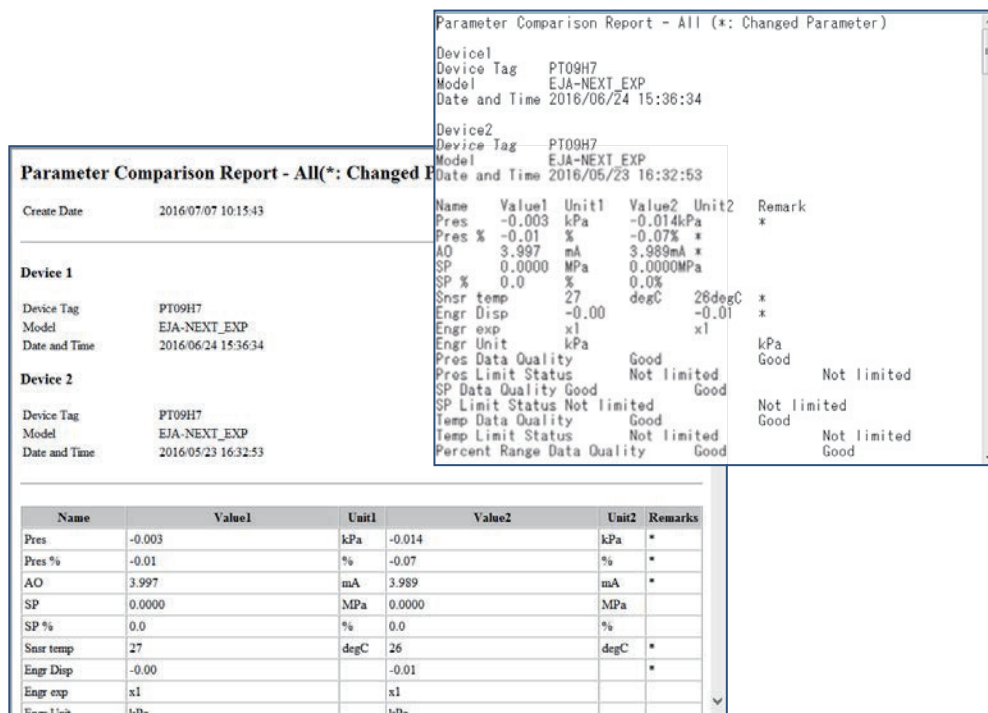 Parameter Comparison Report - All (*: Changed Parameter)
Device1
Device Tag PT09H7
Model EJA-NEXT_EXP
Date and Time 2016/06/24 15:36:34
Device2
Device Tag PT09H7
Model EJA-NEXT_EXP
Date and Time 2016/05/23 16:32:53
Name Value1 Unit1 Value2 Unit2 Remark
Pres -0.003 kPa -0.014kPa *
Pres % -0.01 % -0.07% *
AO 3.997 mA 3.989mA *
SP 0.0000 MPa 0.0000MPa
SP % 0.0 % 0.0%
Snsr temp 27 degC 26degC *
Engr Disp -0.00 -0.01 *
Engr exp x1 x1
Engr Unit kPa kPa
Pres Data Quality Good Good
Pres Limit Status Not limited Not limited
SP Data Quality Good Good
SP Limit Status Not limited Not limited
Temp Data Quality Good Good
Temp Limit Status Not limited Not limited
Percent Range Data Quality Good Good
Parameter Comparison Report - All(*: Changed
Create Date 2016/07/07 10:15:43
Device 1
Device Tag PT09H7
Model EJA-NEXT_EXP
Date and Time 2016/06/24 15:36:34
Device 2
Device Tag PT09H7
Model EJA-NEXT_EXP
Date and Time 2016/05/23 16:32:53
Name Value1 Unit1 Value2 Unit2 Remarks
Pres -0.003 kPa -0.014 kPa *
Pres % -0.01 % -0.07 % *
AO 3.997 mA 3.989 mA *
SP 0.0000 MPa 0.0000 MPa
SP % 0.0 % 0.0 %
Snsr temp 27 degC 26 degC *
Engr Disp -0.00 -0.01 *
Engr exp x1 x1
Engr Unit kPa kPa